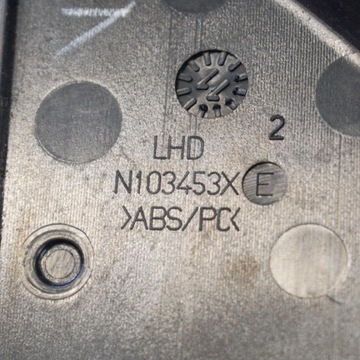 2
LHD
N103453X E
>ABS/PC<